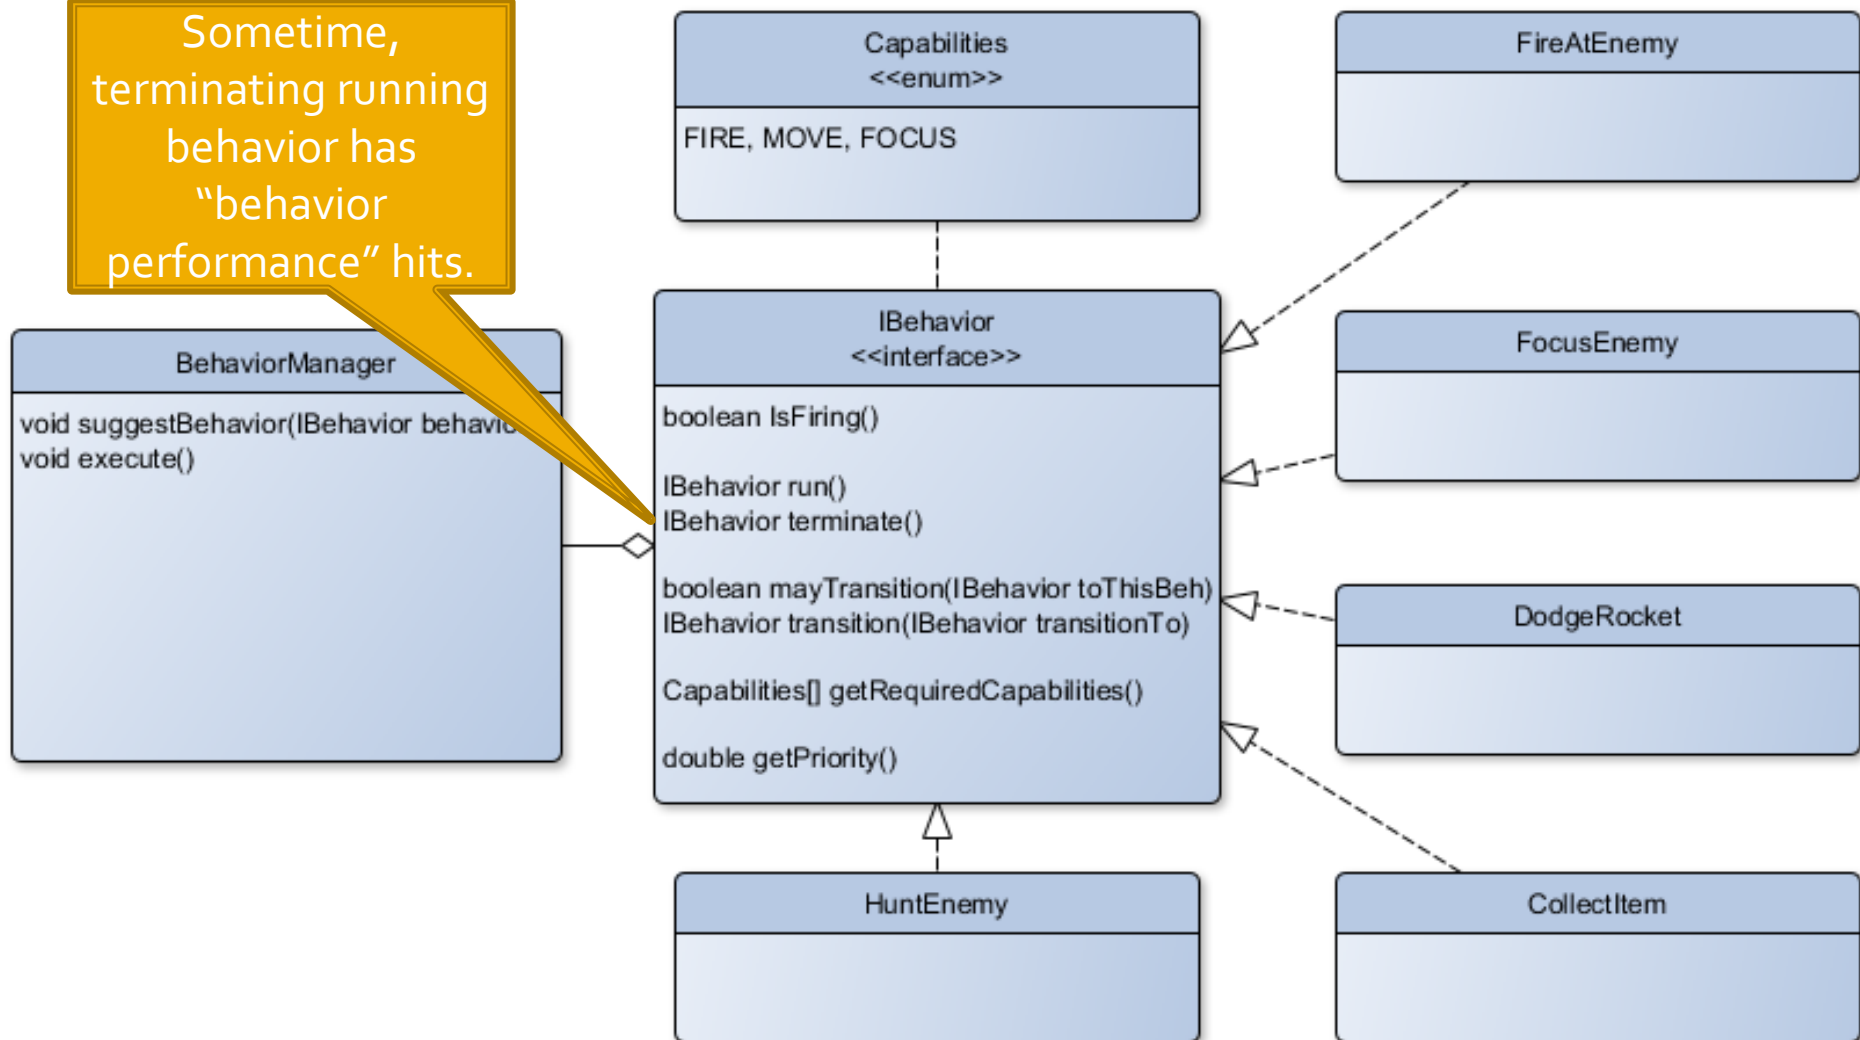 Sometime,
terminating running
behavior has
“behavior
performance” hits.
Capabilities
<<enum>>
FIRE, MOVE, FOCUS
FireAtEnemy
BehaviorManager
void suggestBehavior(IBehavior
void execute()
IBehavior
<<interface>>
boolean IsFiring()
IBehavior run()
IBehavior terminate()
boolean mayTransition(IBehavior toThisBeh)
IBehavior transition(IBehavior transitionTo)
Capabilities[] getRequiredCapabilities()
double getPriority()
FocusEnemy
DodgeRocket
HuntEnemy
CollectItem